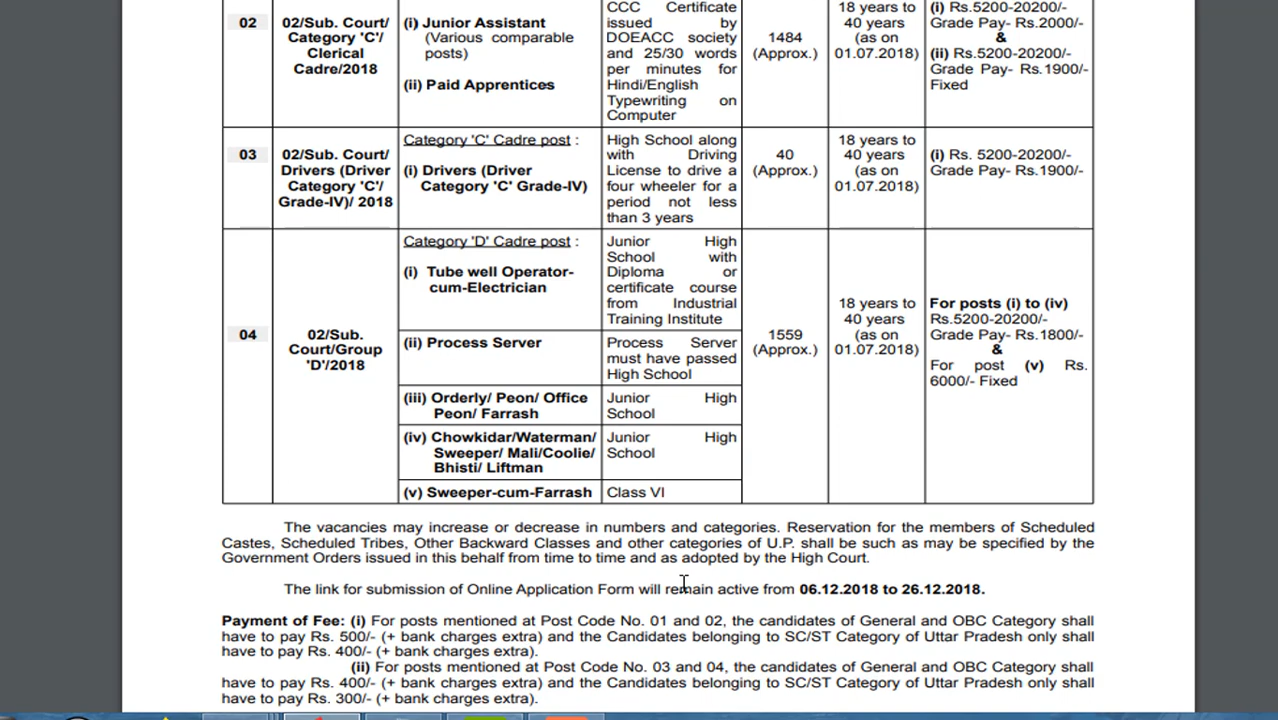 02
02/Sub. Court/
Category 'C'/
Clerical
Cadre/2018
(i) Junior Assistant
(Various comparable
posts)
(ii) Paid Apprentices
CCC Certificate
issued by
DOEACC society
and 25/30 words
per minutes for
Hindi/English
Typewriting on
Computer
1484
(Approx.)
18 years to
40 years
(as on
01.07.2018)
(i) Rs.5200-20200/-
Grade Pay- Rs.2000/-
&
(ii) Rs.5200-20200/-
Grade Pay- Rs.1900/-
Fixed
03
02/Sub. Court/
Drivers (Driver
Category 'C'/
Grade-IV)/ 2018
Category 'C' Cadre post :
(i) Drivers (Driver
Category 'C' Grade-IV)
High School along
with Driving
License to drive a
four wheeler for a
period not less
than 3 years
40
(Approx.)
18 years to
40 years
(as on
01.07.2018)
(i) Rs. 5200-20200/-
Grade Pay- Rs.1900/-
04
02/Sub.
Court/Group
'D'/2018
Category 'D' Cadre post :
(i) Tube well Operator-
cum-Electrician
Junior High
School with
Diploma or
certificate course
from Industrial
Training Institute
(ii) Process Server
Process Server
must have passed
High School
(iii) Orderly/ Peon/ Office
Peon/ Farrash
Junior High
School
(iv) Chowkidar/Waterman/
Sweeper/ Mali/Coolie/
Bhisti/ Liftman
Junior High
School
(v) Sweeper-cum-Farrash
Class VI
1559
(Approx.)
18 years to
40 years
(as on
01.07.2018)
For posts (i) to (iv)
Rs.5200-20200/-
Grade Pay- Rs.1800/-
&
For post (v) Rs.
6000/- Fixed
The vacancies may increase or decrease in numbers and categories. Reservation for the members of Scheduled
Castes, Scheduled Tribes, Other Backward Classes and other categories of U.P. shall be such as may be specified by the
Government Orders issued in this behalf from time to time and as adopted by the High Court.
The link for submission of Online Application Form will remain active from 06.12.2018 to 26.12.2018.
Payment of Fee: (i) For posts mentioned at Post Code No. 01 and 02, the candidates of General and OBC Category shall
have to pay Rs. 500/- (+ bank charges extra) and the Candidates belonging to SC/ST Category of Uttar Pradesh only shall
have to pay Rs. 400/- (+ bank charges extra).
(ii) For posts mentioned at Post Code No. 03 and 04, the candidates of General and OBC Category shall
have to pay Rs. 400/- (+ bank charges extra) and the Candidates belonging to SC/ST Category of Uttar Pradesh only shall
have to pay Rs. 300/- (+ bank charges extra).